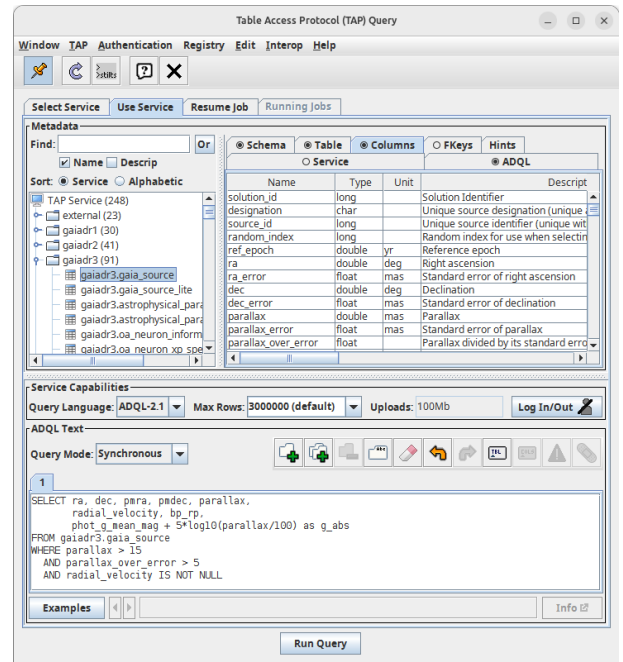 Table Access Protocol (TAP) Query
Window TAP Authentication Registry Edit Interop Help
>stilts
Select Service Use Service Resume Job Running Jobs
Metadata
Find: Or
Name Descrip
Sort: Service Alphabetic
TAP Service (248)
external (23)
gaiadr1 (30)
gaiadr2 (41)
gaiadr3 (91)
gaiadr3.gaia_source
gaiadr3.gaia_source_lite
gaiadr3.astrophysical_para
gaiadr3.astrophysical_para
gaiadr3.oa_neuron_inform
gaiadr3.oa_neuron_xp_spe
Schema Table Columns FKeys Hints
Service ADQL
Name Type Unit Descript
solution_id long Solution Identifier
designation char Unique source designation (unique
source_id long Unique source identifier (unique wit
random_index long Random index for use when selectin
ref_epoch double yr Reference epoch
ra double deg Right ascension
ra_error float mas Standard error of right ascension
dec double deg Declination
dec_error float mas Standard error of declination
parallax double mas Parallax
parallax_error float mas Standard error of parallax
parallax_over_error float Parallax divided by its standard erro
Service Capabilities
Query Language: ADQL-2.1 Max Rows: 3000000 (default) Uploads: 100Mb Log In/Out
ADQL Text
Query Mode: Synchronous
1
SELECT ra, dec, pmra, pmdec, parallax,
radial_velocity, bp_rp,
phot_g_mean_mag + 5*log10(parallax/100) as g_abs
FROM gaiadr3.gaia_source
WHERE parallax > 15
AND parallax_over_error > 5
AND radial_velocity IS NOT NULL
Examples Info
Run Query